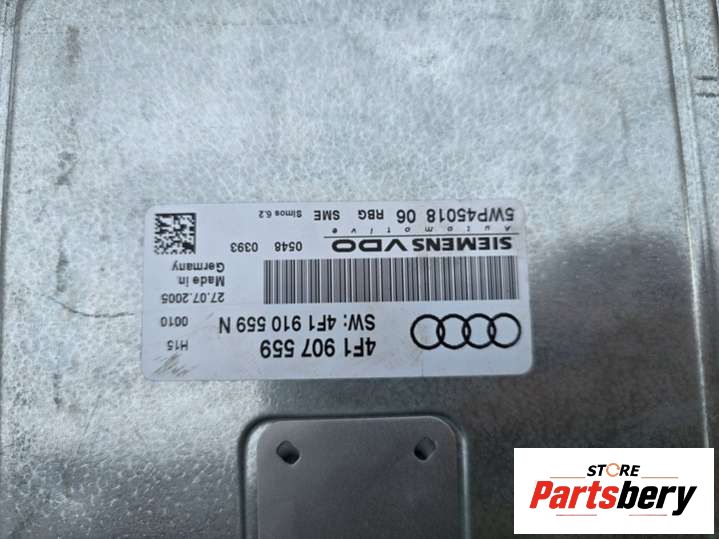 4F1 907 559
H15
SW: 4F1 910 559 N
0010
27.07.2005
Made in
Germany
SIEMENS VDO
0548 0393
Automotive
5WP45018 06 RBG SME Simos 6.2
STORE
Partsbery